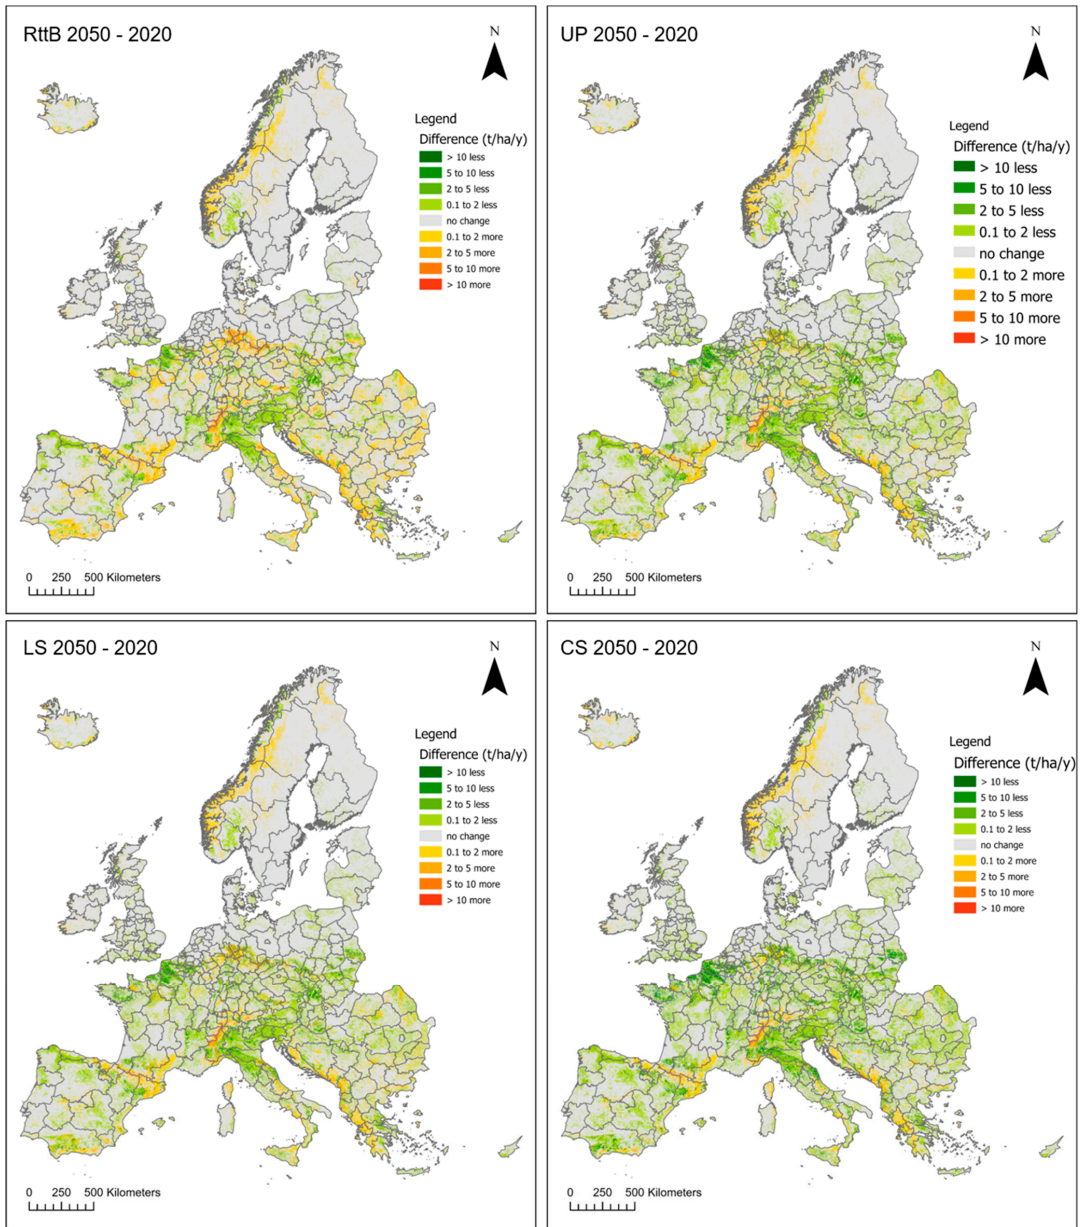 RttB 2050 - 2020
N
Legend
Difference (t/ha/y)
> 10 less
5 to 10 less
2 to 5 less
0.1 to 2 less
no change
0.1 to 2 more
2 to 5 more
5 to 10 more
> 10 more
0 250 500 Kilometers
UP 2050 - 2020
N
Legend
Difference (t/ha/y)
> 10 less
5 to 10 less
2 to 5 less
0.1 to 2 less
no change
0.1 to 2 more
2 to 5 more
5 to 10 more
> 10 more
0 250 500 Kilometers
LS 2050 - 2020
N
Legend
Difference (t/ha/y)
> 10 less
5 to 10 less
2 to 5 less
0.1 to 2 less
no change
0.1 to 2 more
2 to 5 more
5 to 10 more
> 10 more
0 250 500 Kilometers
CS 2050 - 2020
N
Legend
Difference (t/ha/y)
> 10 less
5 to 10 less
2 to 5 less
0.1 to 2 less
no change
0.1 to 2 more
2 to 5 more
5 to 10 more
> 10 more
0 250 500 Kilometers